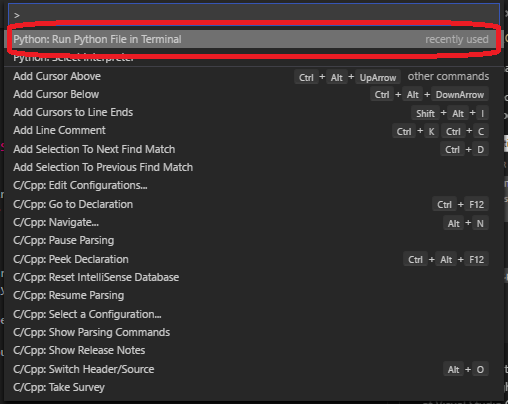 >
Python: Run Python File in Terminal recently used
Python: Select Interpreter
Add Cursor Above Ctrl + Alt + UpArrow other commands
Add Cursor Below Ctrl + Alt + DownArrow
Add Cursors to Line Ends Shift + Alt + I
Add Line Comment Ctrl + K Ctrl + C
Add Selection To Next Find Match Ctrl + D
Add Selection To Previous Find Match
C/Cpp: Edit Configurations...
C/Cpp: Go to Declaration Ctrl + F12
C/Cpp: Navigate... Alt + N
C/Cpp: Pause Parsing
C/Cpp: Peek Declaration Ctrl + Alt + F12
C/Cpp: Reset IntelliSense Database
C/Cpp: Resume Parsing
C/Cpp: Select a Configuration...
C/Cpp: Show Parsing Commands
C/Cpp: Show Release Notes
C/Cpp: Switch Header/Source Alt + O
C/Cpp: Take Survey